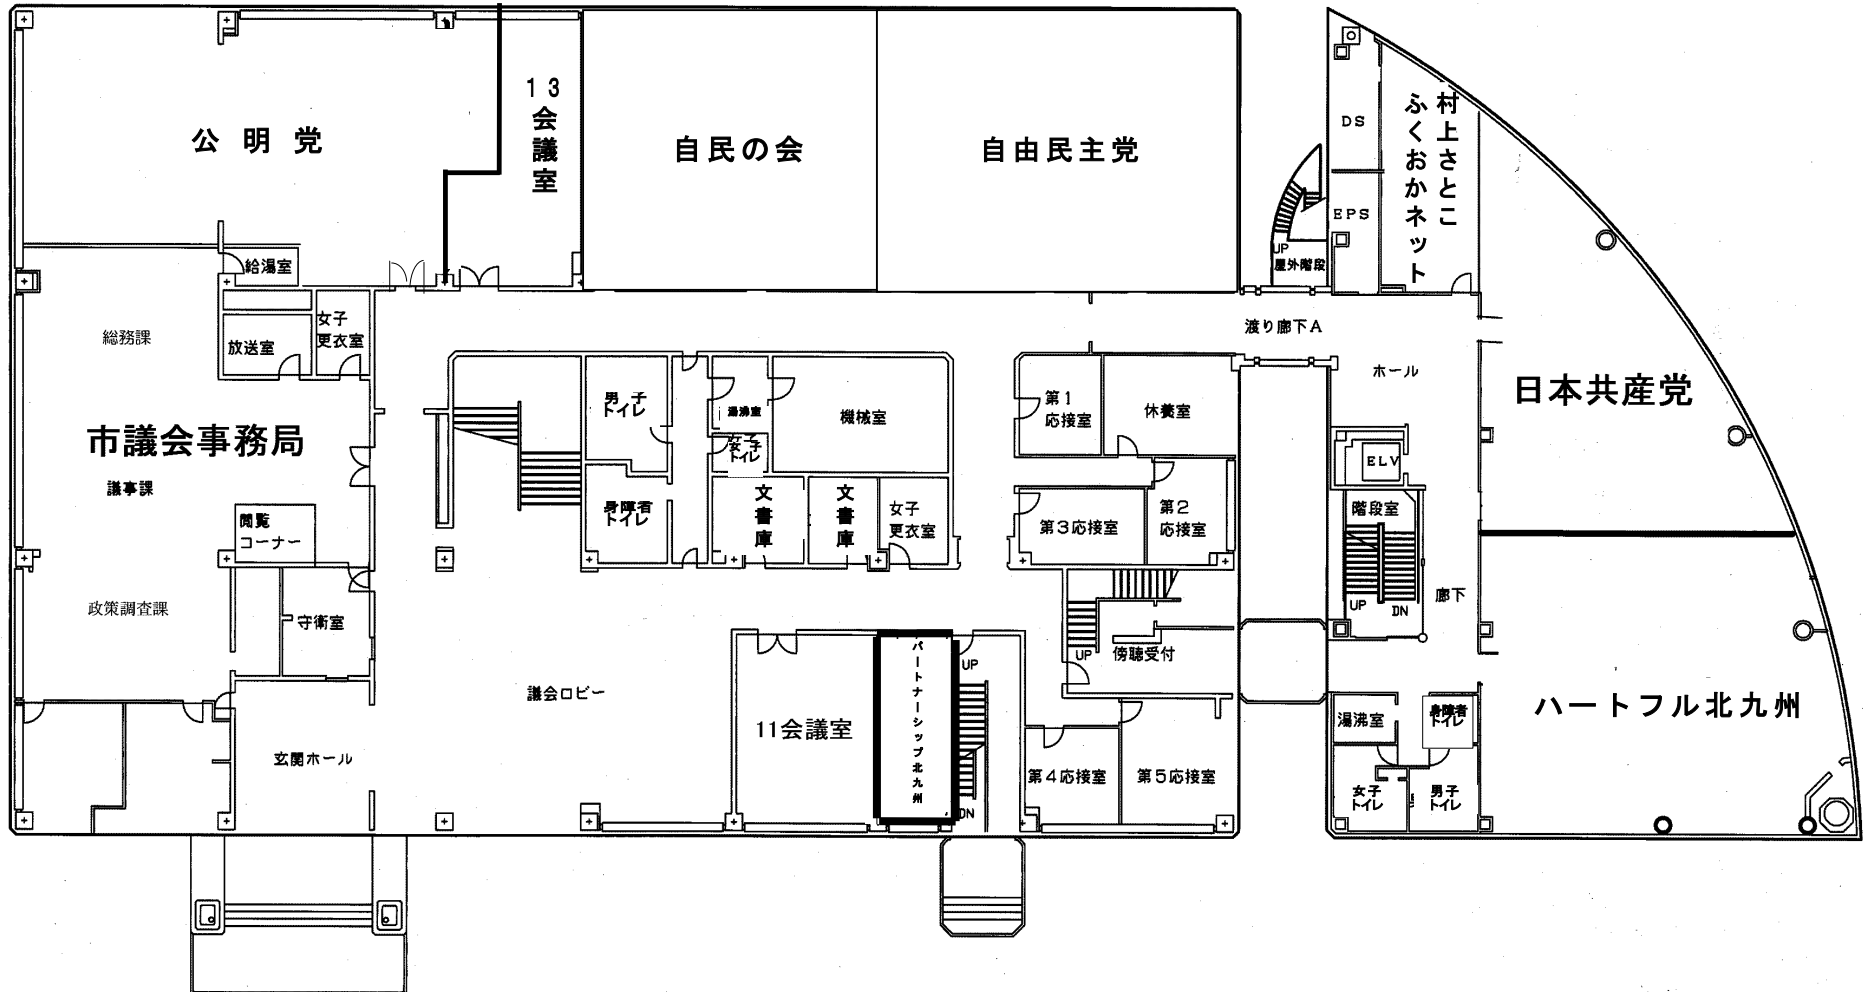 公明党
13会議室
自民の会
自由民主党
DS
EPS
村上さとこ
ふくおかネット
UP
屋外階段
給湯室
女子
更衣室
放送室
総務課
渡り廊下A
ホール
日本共産党
市議会事務局
議事課
閲覧
コーナー
男子
トイレ
湯沸室
女子
トイレ
機械室
第1
応接室
休養室
ELV
身障者
トイレ
文書庫
文書庫
女子
更衣室
第3応接室
第2
応接室
階段室
UP
DN
廊下
政策調査課
守衛室
UP
傍聴受付
議会ロビー
玄関ホール
11会議室
パートナーシップ北九州
UP
DN
第4応接室
第5応接室
湯沸室
身障者
トイレ
女子
トイレ
男子
トイレ
ハートフル北九州